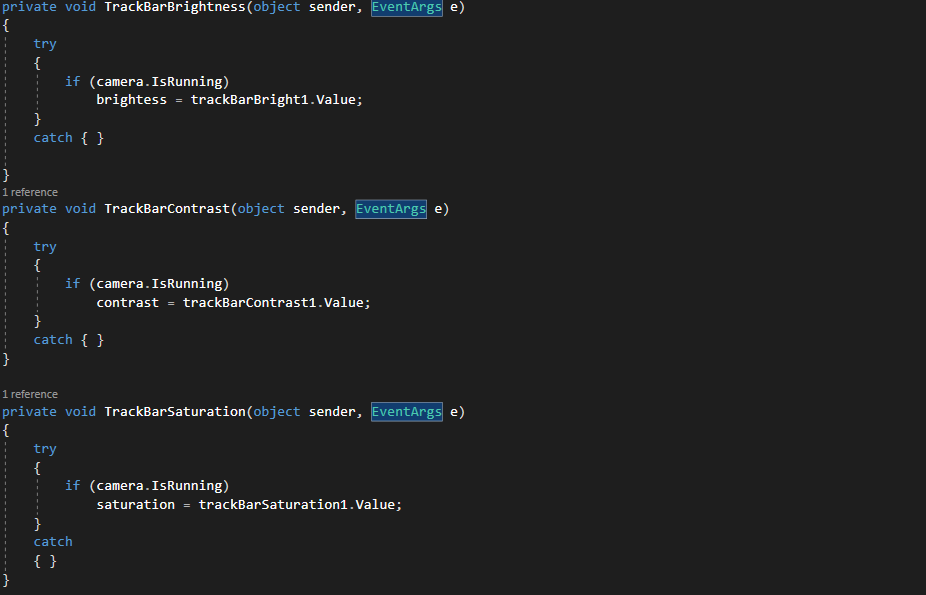 private void TrackBarBrightness(object sender, EventArgs e)
{
try
{
if (camera.IsRunning)
brightess = trackBarBright1.Value;
}
catch { }
}
1 reference
private void TrackBarContrast(object sender, EventArgs e)
{
try
{
if (camera.IsRunning)
contrast = trackBarContrast1.Value;
}
catch { }
}
1 reference
private void TrackBarSaturation(object sender, EventArgs e)
{
try
{
if (camera.IsRunning)
saturation = trackBarSaturation1.Value;
}
catch
{ }
}